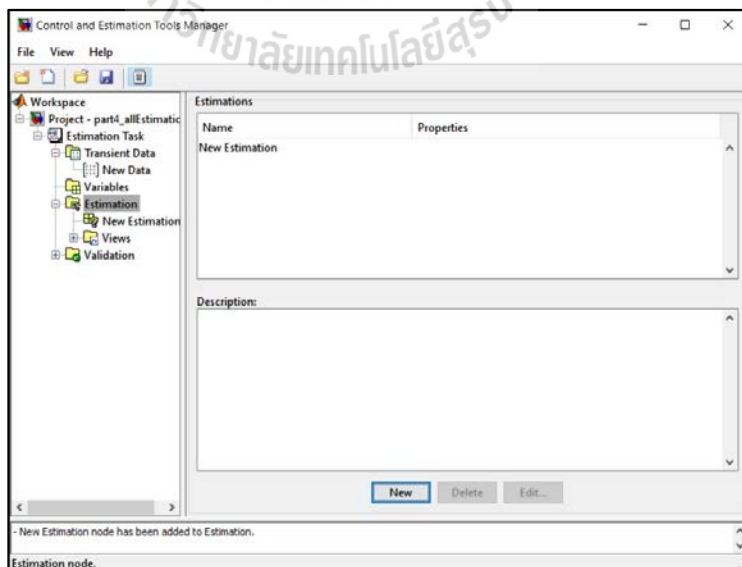 Control and Estimation Tools Manager
File View Help
Workspace
Project - part4_allEstimatic
Estimation Task
Transient Data
New Data
Variables
Estimation
New Estimation
Views
Validation
Estimations
Name Properties
New Estimation
Description:
New Delete Edit...
- New Estimation node has been added to Estimation.
Estimation node.